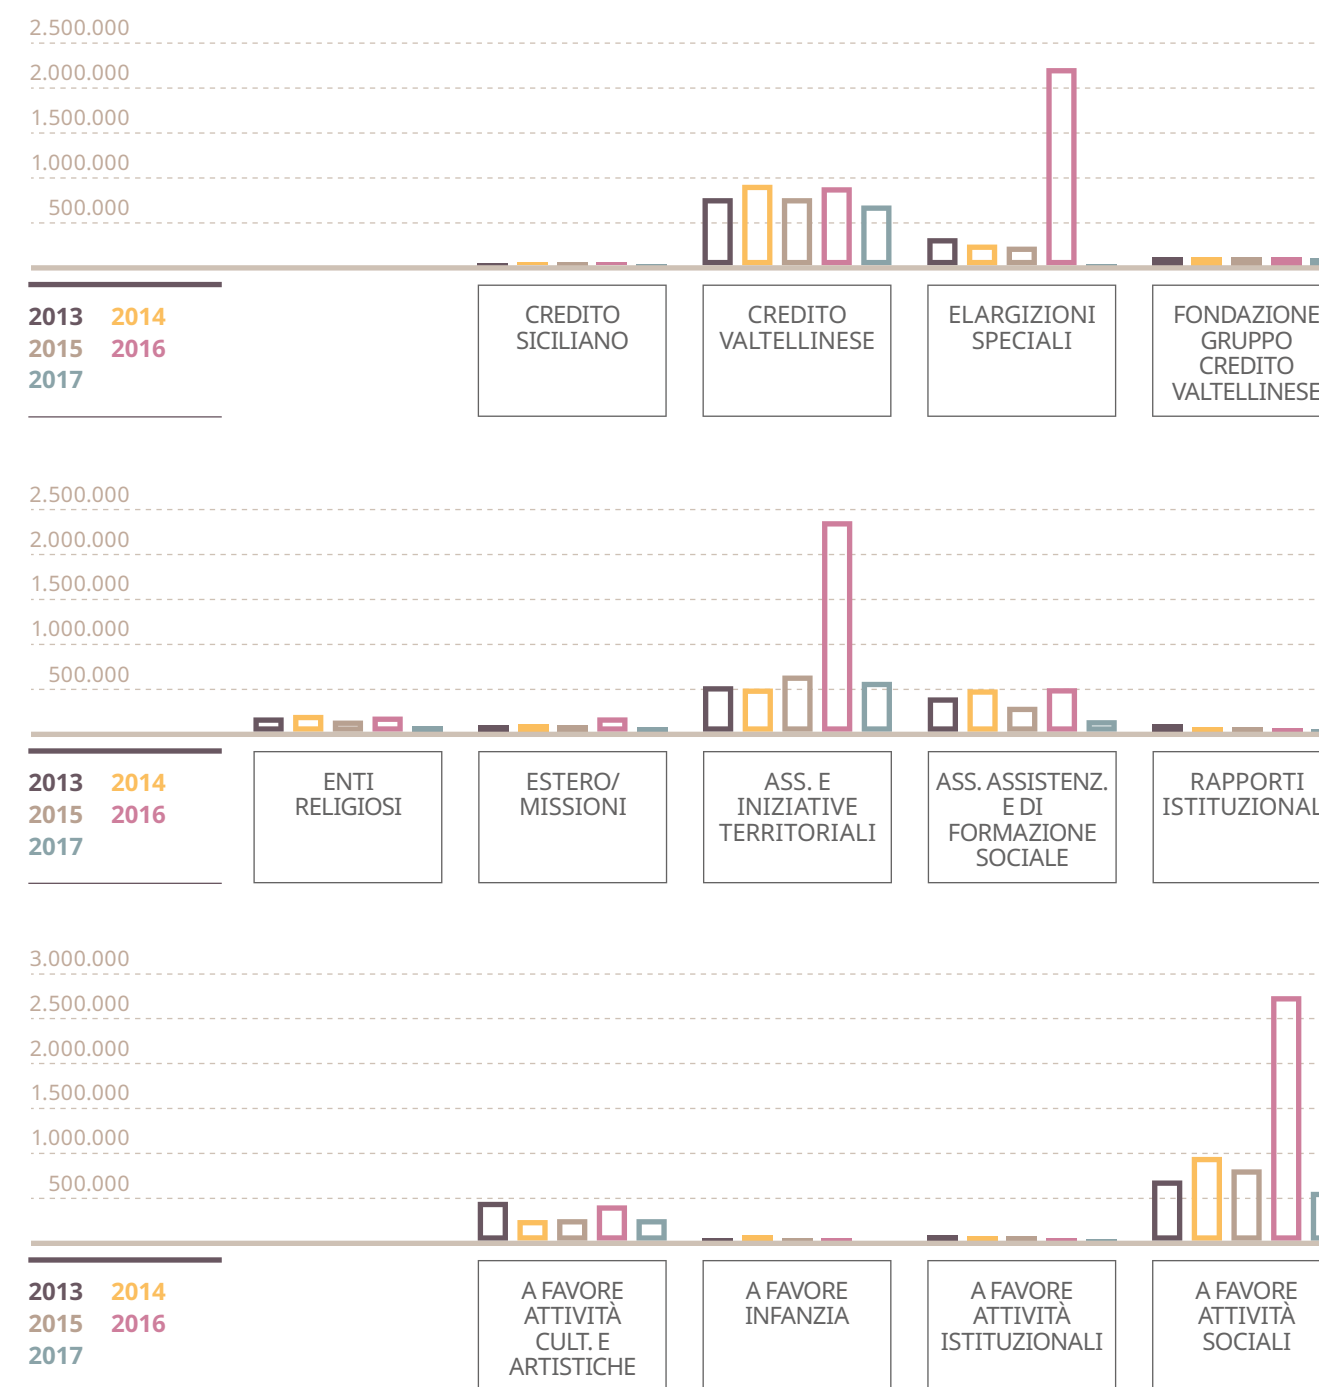 2.500.000
2.000.000
1.500.000
1.000.000
500.000
2013 2014
2015 2016
2017
CREDITO
SICILIANO
CREDITO
VALTELLINESE
ELARGIZIONI
SPECIALI
FONDAZIONE
GRUPPO
CREDITO
VALTELLINESE
2.500.000
2.000.000
1.500.000
1.000.000
500.000
2013 2014
2015 2016
2017
ENTI
RELIGIOSI
ESTERO/
MISSIONI
ASS. E
INIZIATIVE
TERRITORIALI
ASS. ASSISTENZ.
E DI
FORMAZIONE
SOCIALE
RAPPORTI
ISTITUZIONAL
3.000.000
2.500.000
2.000.000
1.500.000
1.000.000
500.000
2013 2014
2015 2016
2017
A FAVORE
ATTIVITÀ
CULT. E
ARTISTICHE
A FAVORE
INFANZIA
A FAVORE
ATTIVITÀ
ISTITUZIONALI
A FAVORE
ATTIVITÀ
SOCIALI